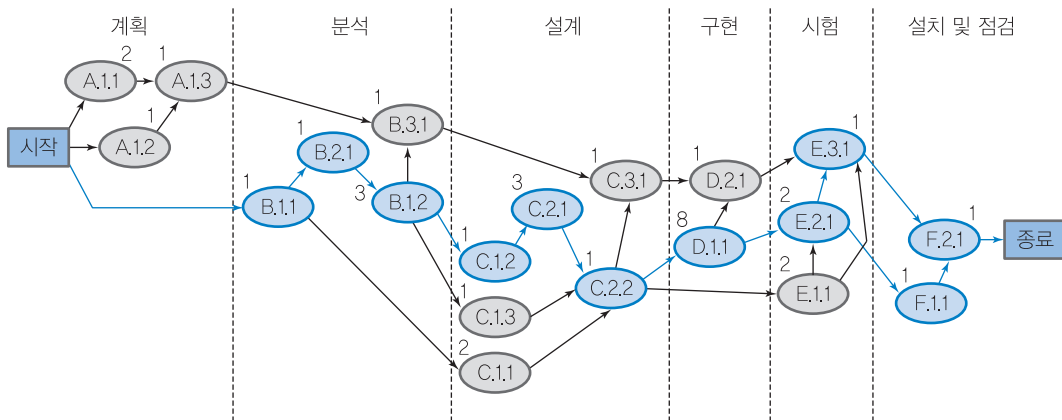 계획
분석
설계
구현
시험
설치 및 점검
시작
2
A.1.1
1
A.1.3
1
A.1.2
1
B.1.1
1
B.2.1
3
B.1.2
1
B.3.1
1
C.1.2
3
C.2.1
1
C.2.2
1
C.1.3
2
C.1.1
1
C.3.1
1
D.2.1
8
D.1.1
1
E.3.1
2
E.2.1
2
E.1.1
1
F.2.1
1
F.1.1
종료